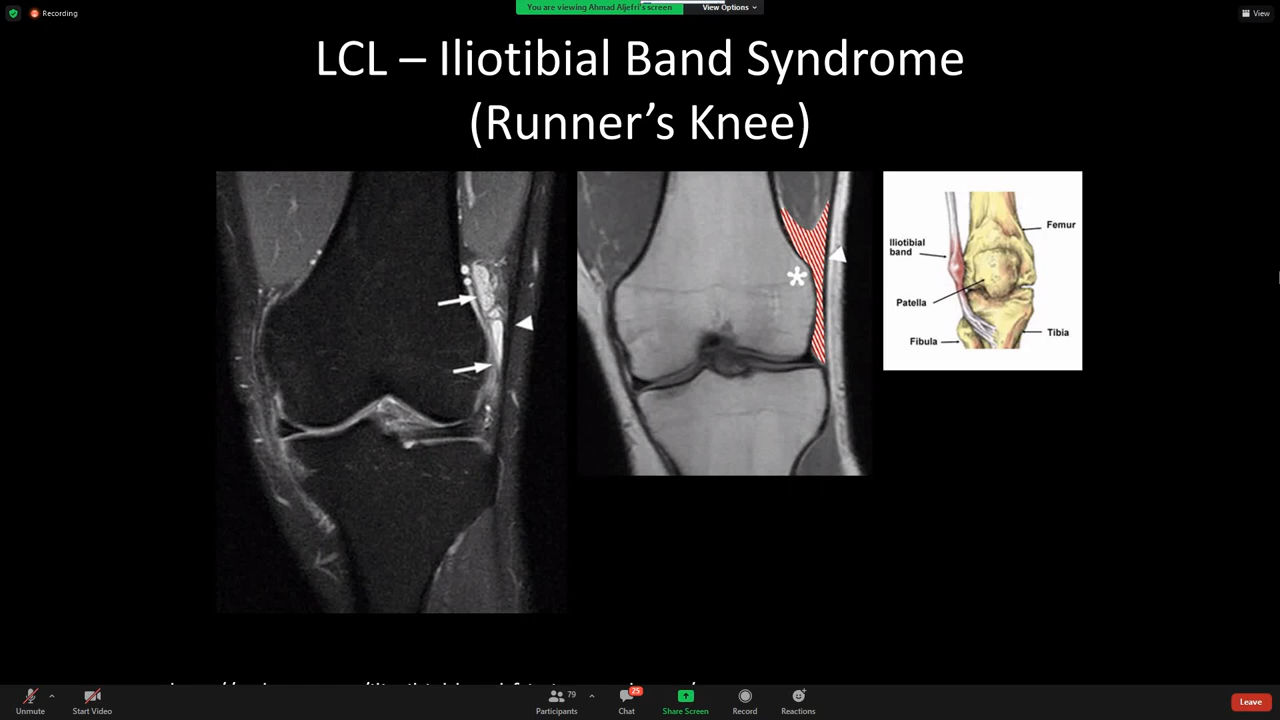 Recording
You are viewing Ahmad Aljefri's screen
View Options
View
LCL – Iliotibial Band Syndrome
(Runner's Knee)
*
Femur
Iliotibial
band
Patella
Tibia
Fibula
Unmute
Start Video
79
Participants
25
Chat
Share Screen
Record
Reactions
Leave